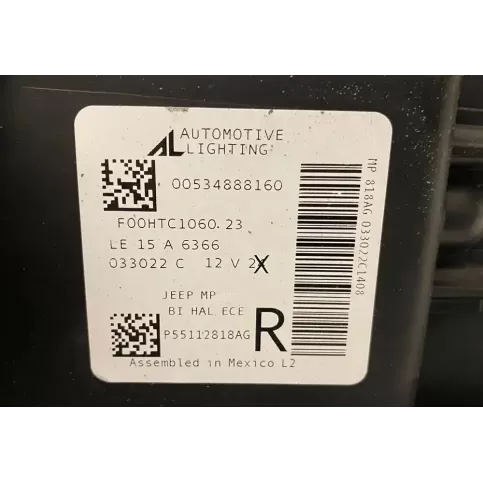 AL AUTOMOTIVE
LIGHTING
00534888160
F00HTC1060.23
LE 15 A 6366
033022 C 12 V 2X
JEEP MP
BI HAL ECE
P55112818AG
R
Assembled in Mexico L2
MP 818AG 033022C1408